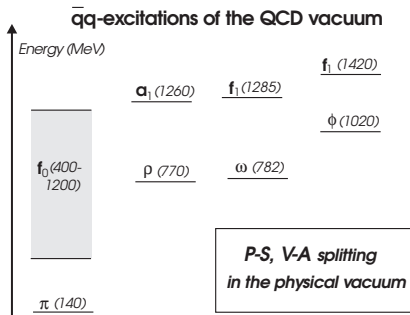 q̄q-excitations of the QCD vacuum
Energy (MeV)
f₁ (1420)
a₁ (1260)
f₁ (1285)
ϕ (1020)
f₀ (400-
1200)
ρ (770)
ω (782)
P-S, V-A splitting
in the physical vacuum
π (140)